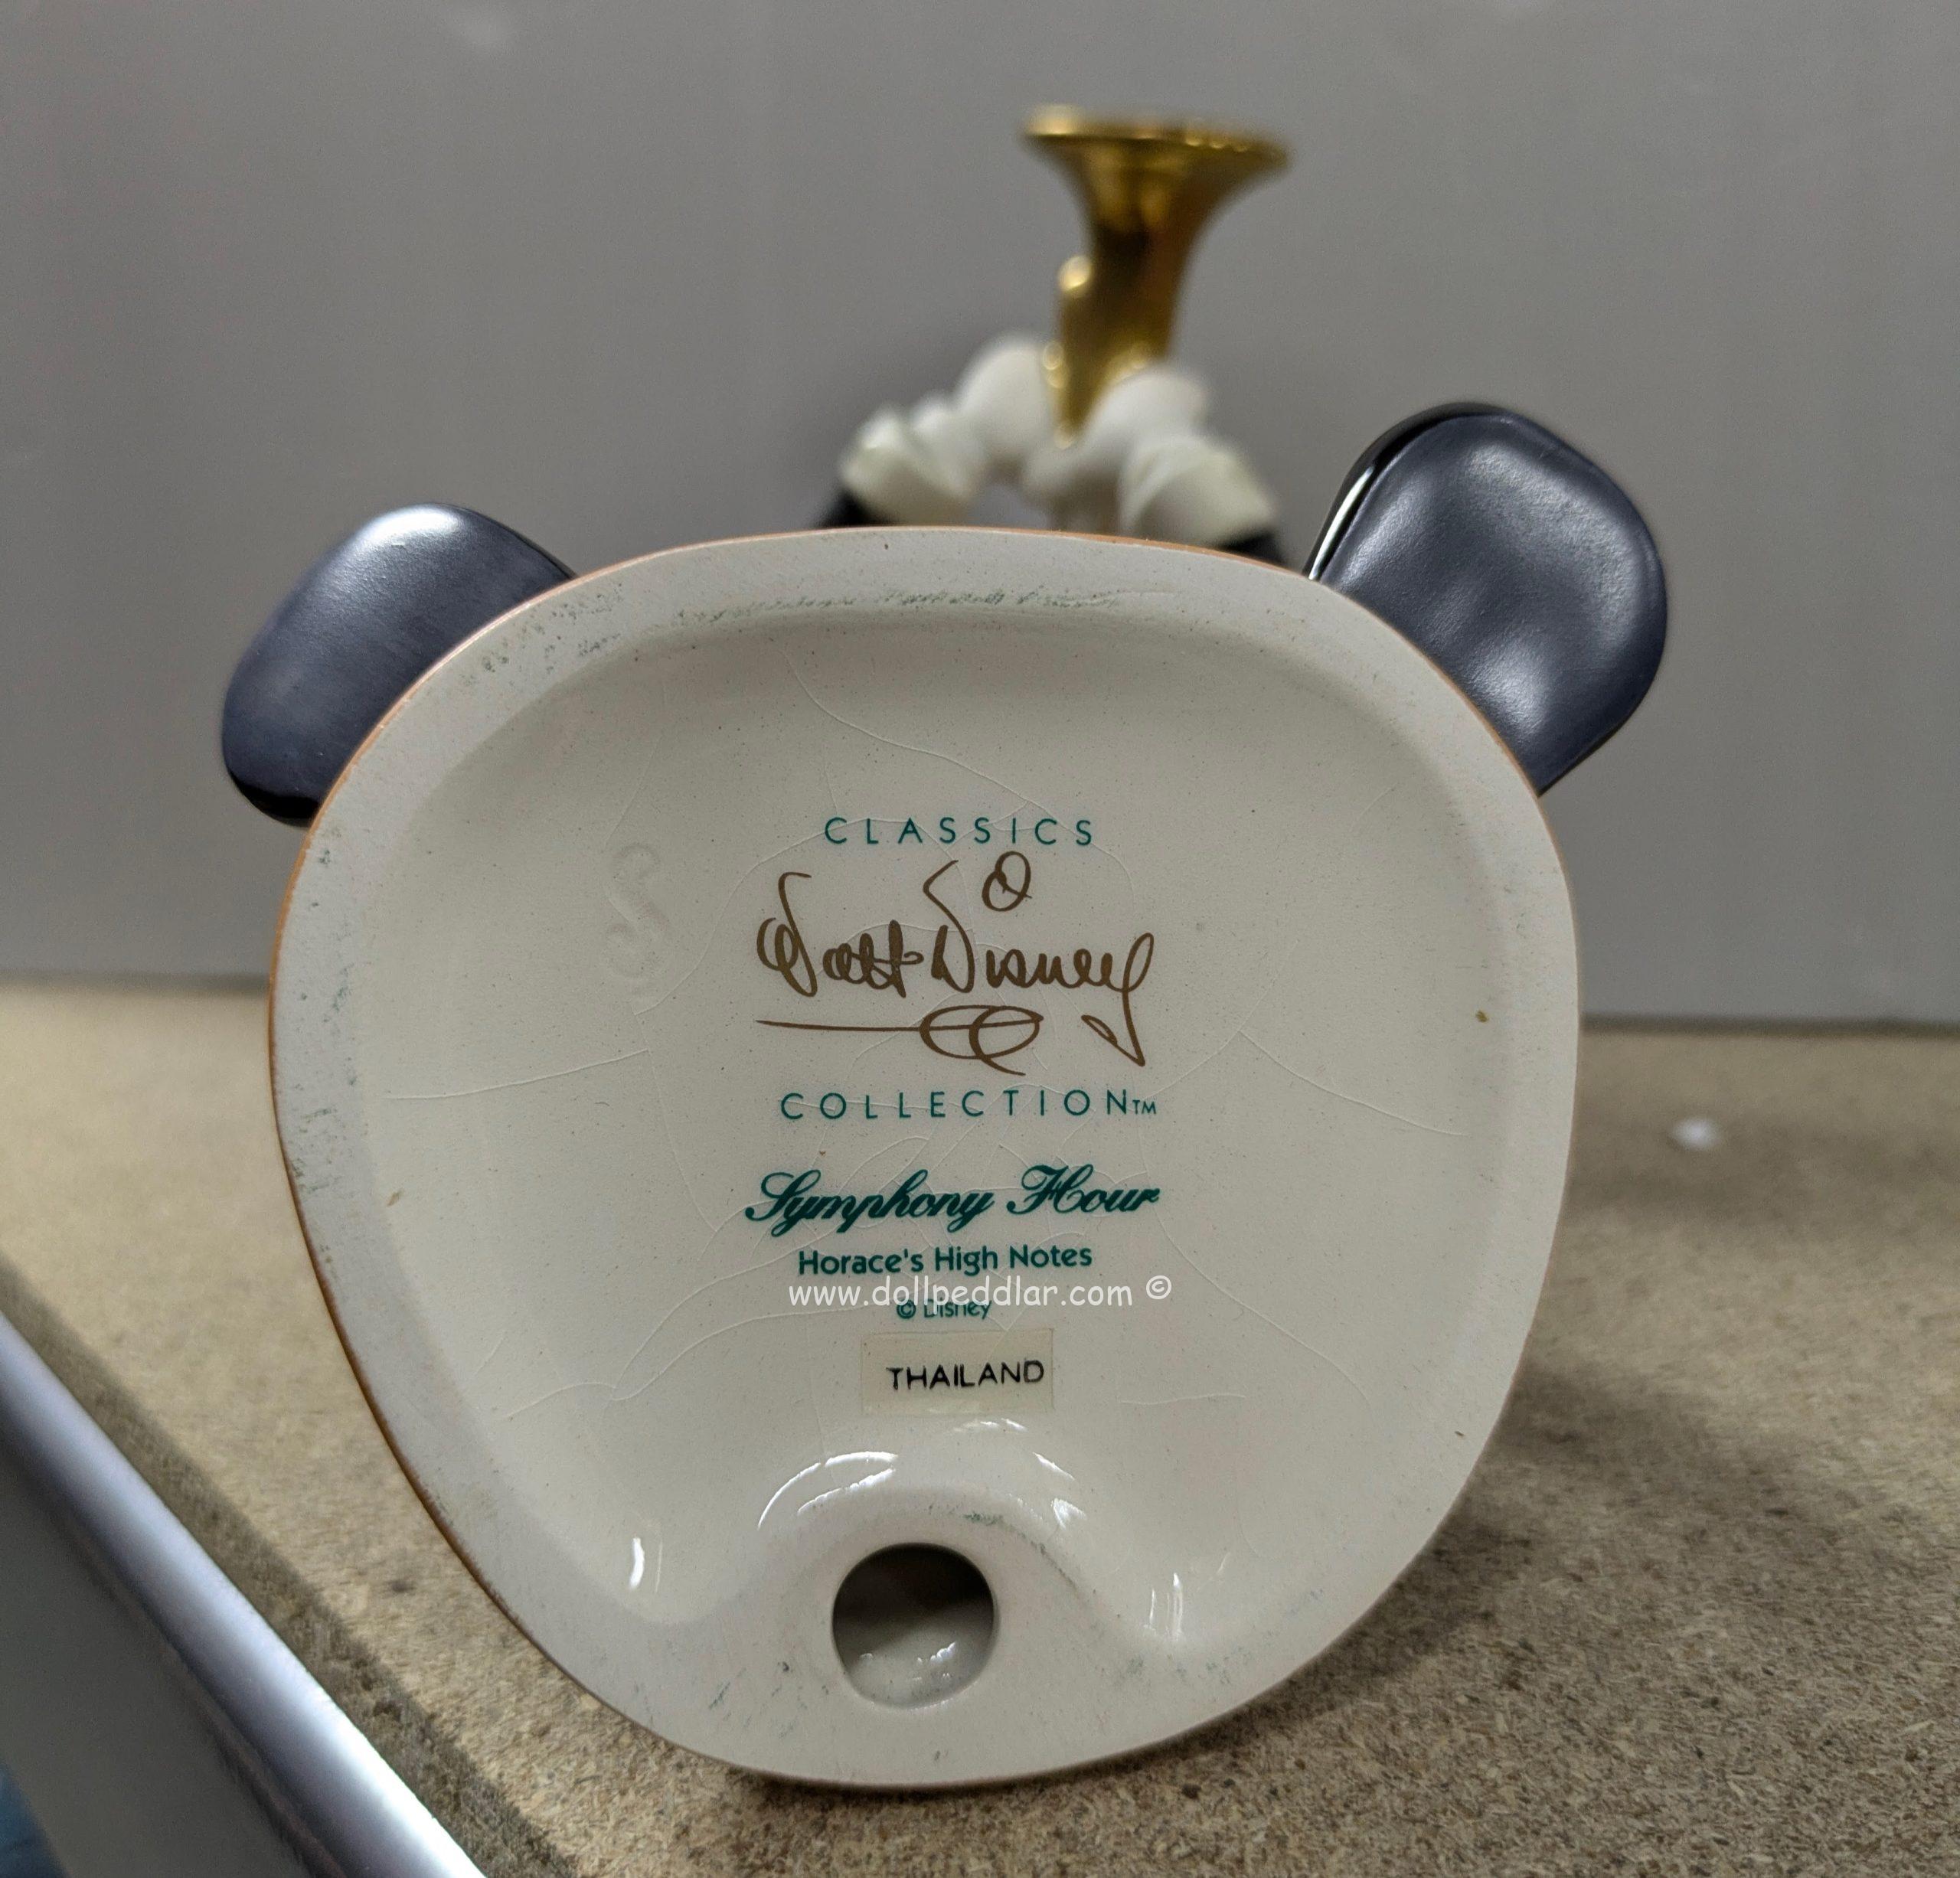 CLASSICS
Walt Disney
COLLECTION™
Symphony Hour
Horace's High Notes
www.dollpeddlar.com ©
© Disney
THAILAND